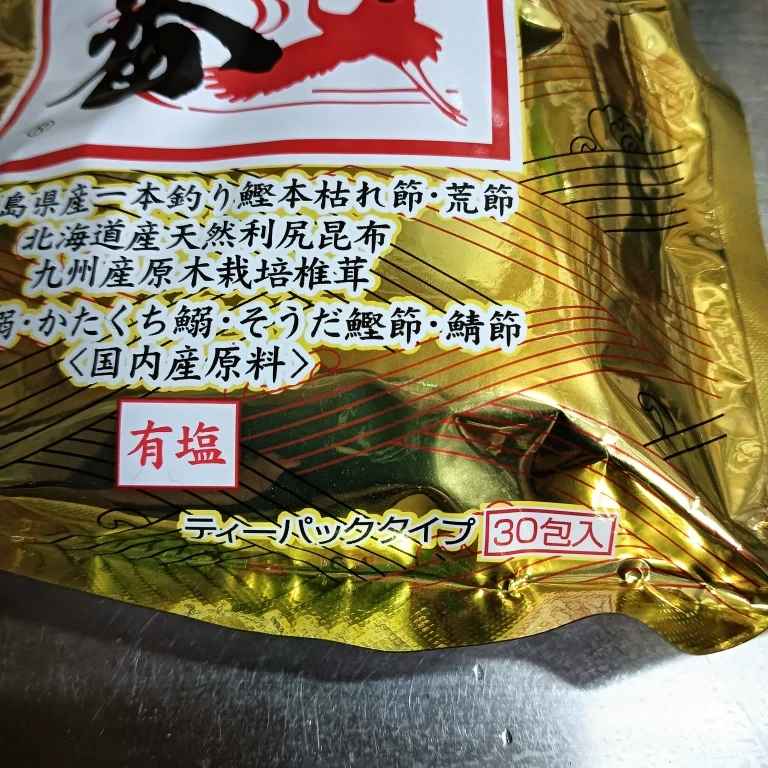 番
®
島県産一本釣り鰹本枯れ節・荒節
北海道産天然利尻昆布
九州産原木栽培椎茸
・かたくち鰯・そうだ鰹節・鯖節
〈国内産原料〉
有塩
ティーパックタイプ 30包入